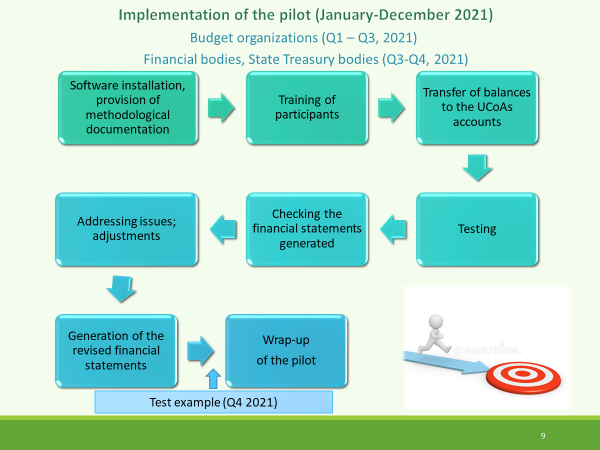 Implementation of the pilot (January-December 2021)
Budget organizations (Q1 – Q3, 2021)
Financial bodies, State Treasury bodies (Q3-Q4, 2021)
Software installation,
provision of
methodological
documentation
Training of
participants
Transfer of balances
to the UCoAs
accounts
Testing
Checking the
financial statements
generated
Addressing issues;
adjustments
Generation of the
revised financial
statements
Wrap-up
of the pilot
Test example (Q4 2021)
dreamstime.
9